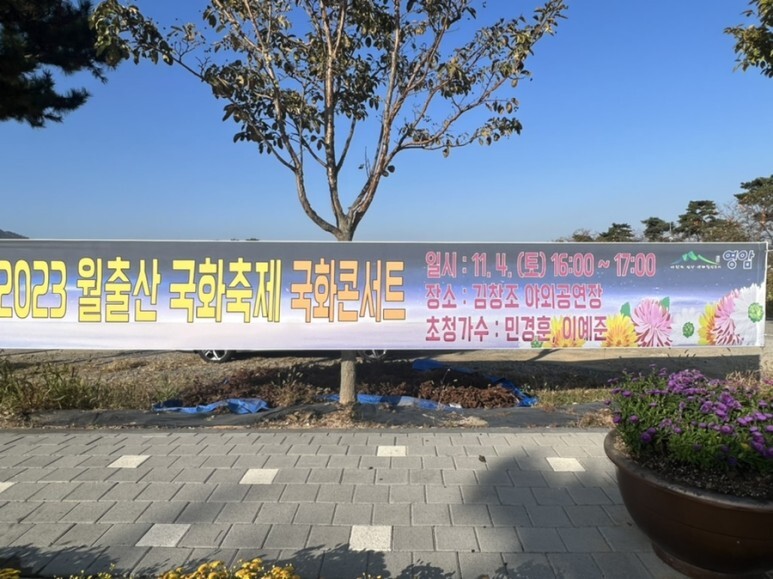 2023 월출산 국화축제 국화콘서트
일시 : 11. 4. (토) 16:00~17:00
장소 : 김창조 야외공연장
초청가수 : 민경훈 이예준
영암